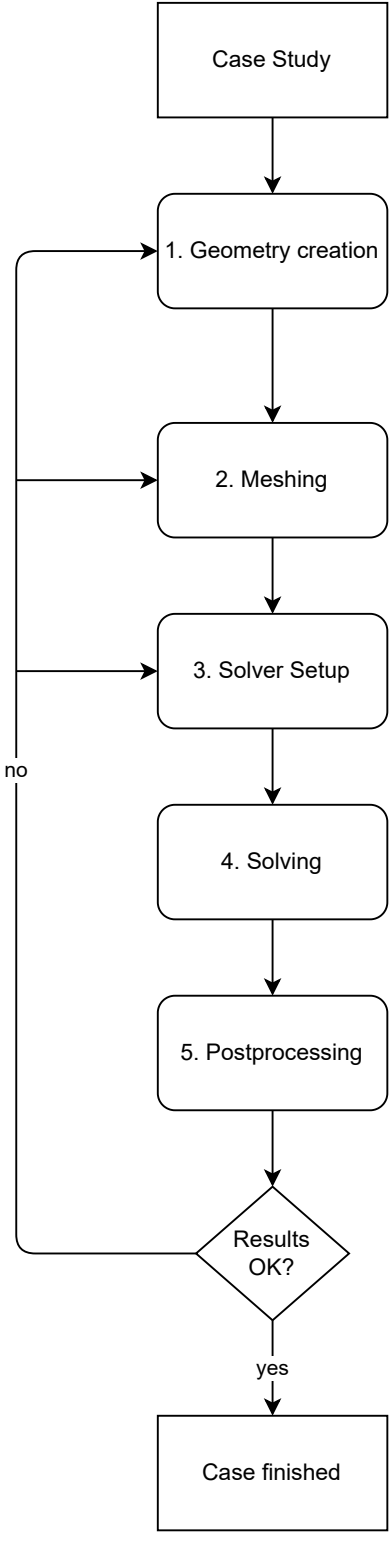 Case Study
1. Geometry creation
2. Meshing
3. Solver Setup
no
4. Solving
5. Postprocessing
Results
OK?
yes
Case finished